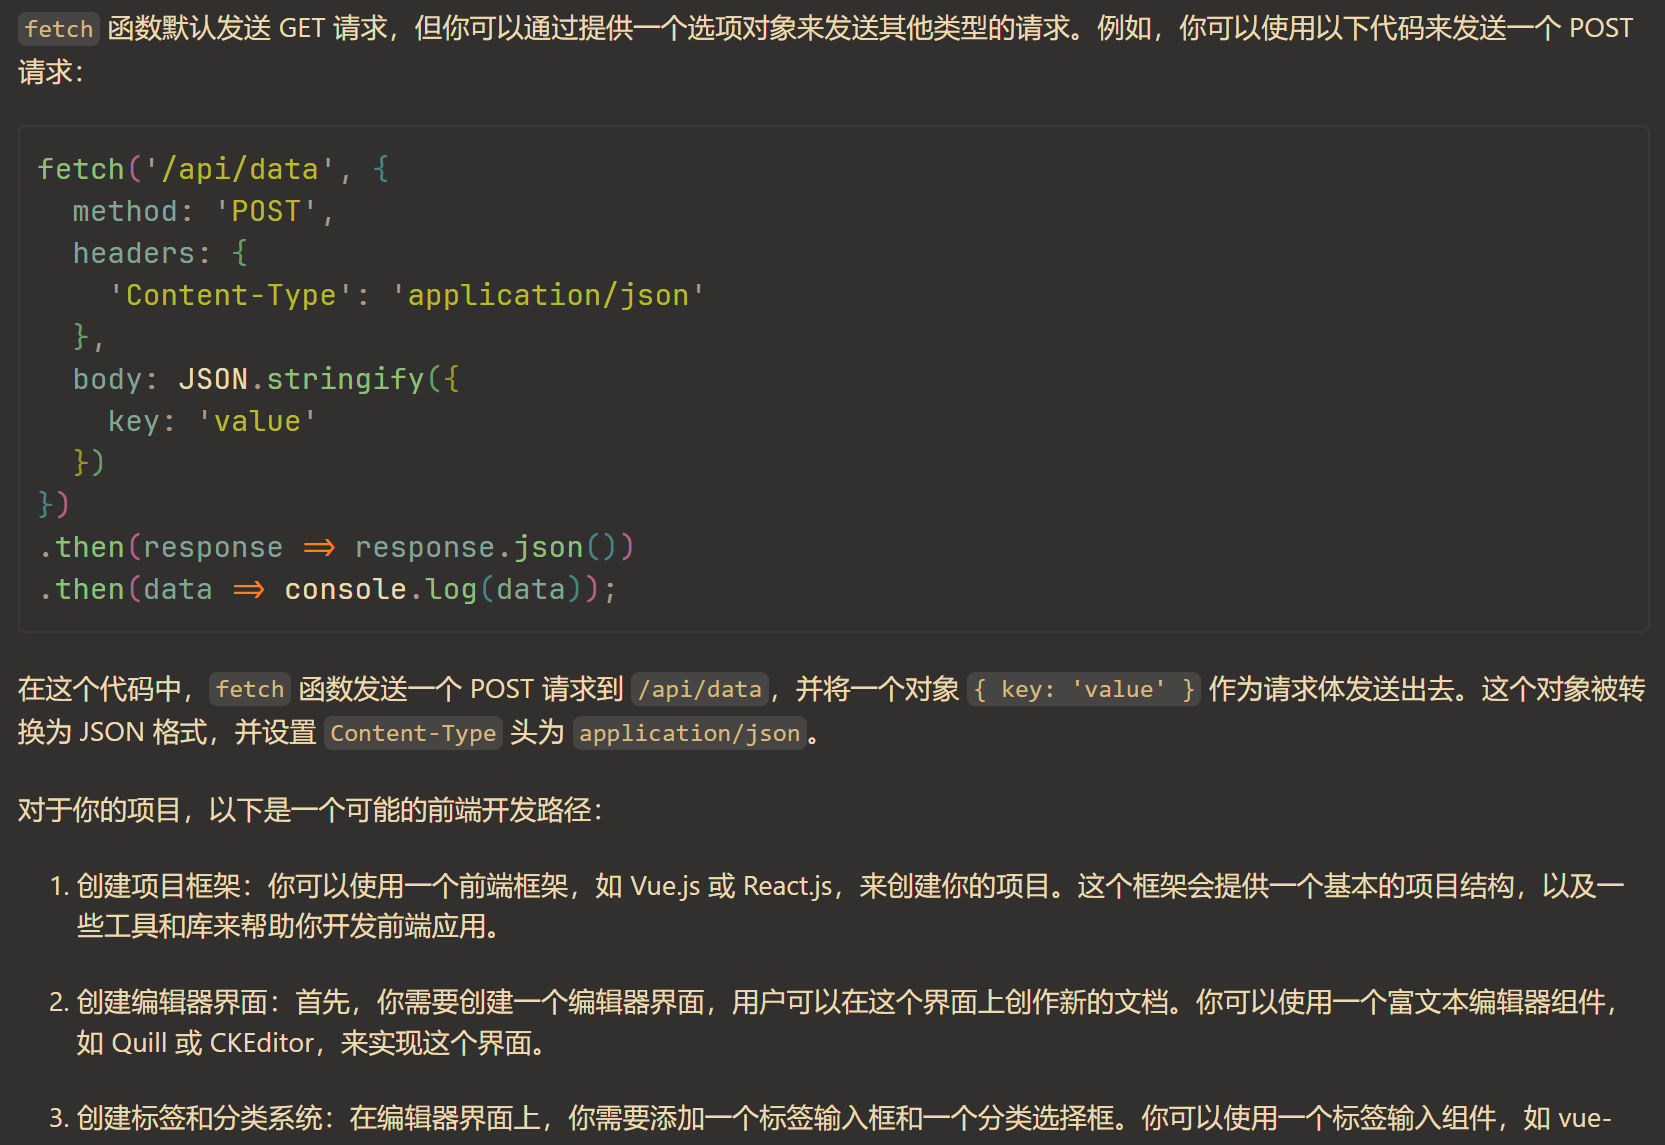 fetch 函数默认发送 GET 请求，但你可以通过提供一个选项对象来发送其他类型的请求。例如，你可以使用以下代码来发送一个 POST
请求：
fetch('/api/data', {
  method: 'POST',
  headers: {
    'Content-Type': 'application/json'
  },
  body: JSON.stringify({
    key: 'value'
  })
})
.then(response => response.json())
.then(data => console.log(data));
在这个代码中，fetch 函数发送一个 POST 请求到 /api/data，并将一个对象 { key: 'value' } 作为请求体发送出去。这个对象被转
换为 JSON 格式，并设置 Content-Type 头为 application/json。
对于你的项目，以下是一个可能的前端开发路径：
1. 创建项目框架：你可以使用一个前端框架，如 Vue.js 或 React.js，来创建你的项目。这个框架会提供一个基本的项目结构，以及一
些工具和库来帮助你开发前端应用。
2. 创建编辑器界面：首先，你需要创建一个编辑器界面，用户可以在这个界面上创作新的文档。你可以使用一个富文本编辑器组件，
如 Quill 或 CKEditor，来实现这个界面。
3. 创建标签和分类系统：在编辑器界面上，你需要添加一个标签输入框和一个分类选择框。你可以使用一个标签输入组件，如 vue-